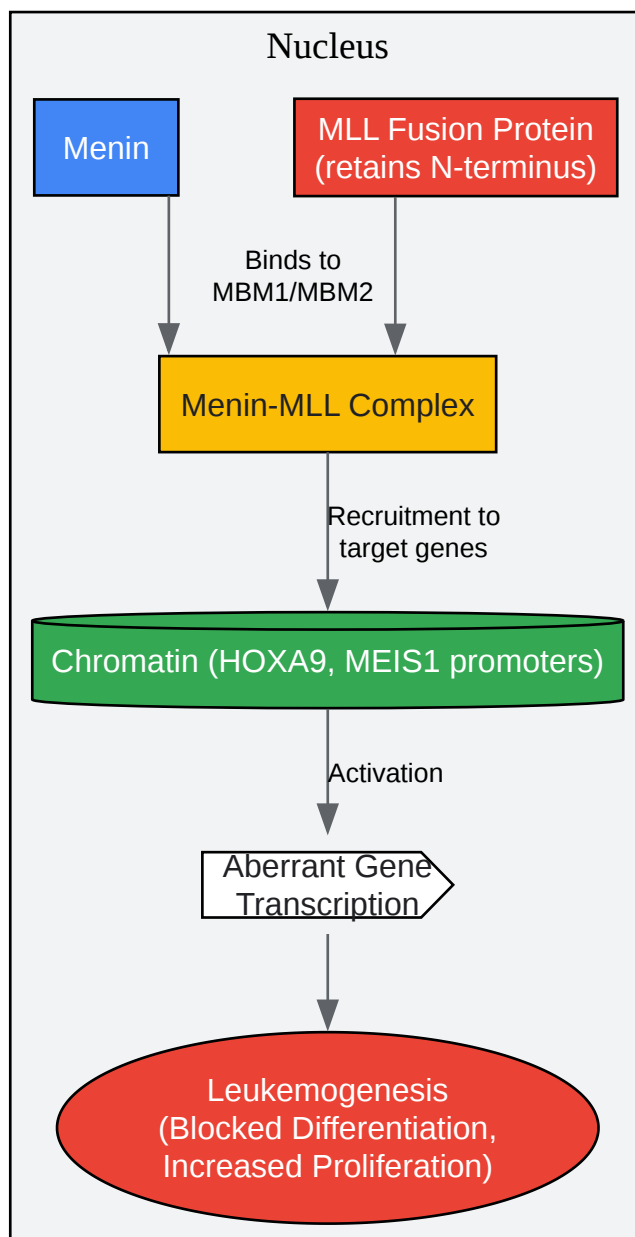 Nucleus
Menin
MLL Fusion Protein
(retains N-terminus)
Binds to
MBM1/MBM2
Menin-MLL Complex
Recruitment to
target genes
Chromatin (HOXA9, MEIS1 promoters)
Activation
Aberrant Gene
Transcription
Leukemogenesis
(Blocked Differentiation,
Increased Proliferation)